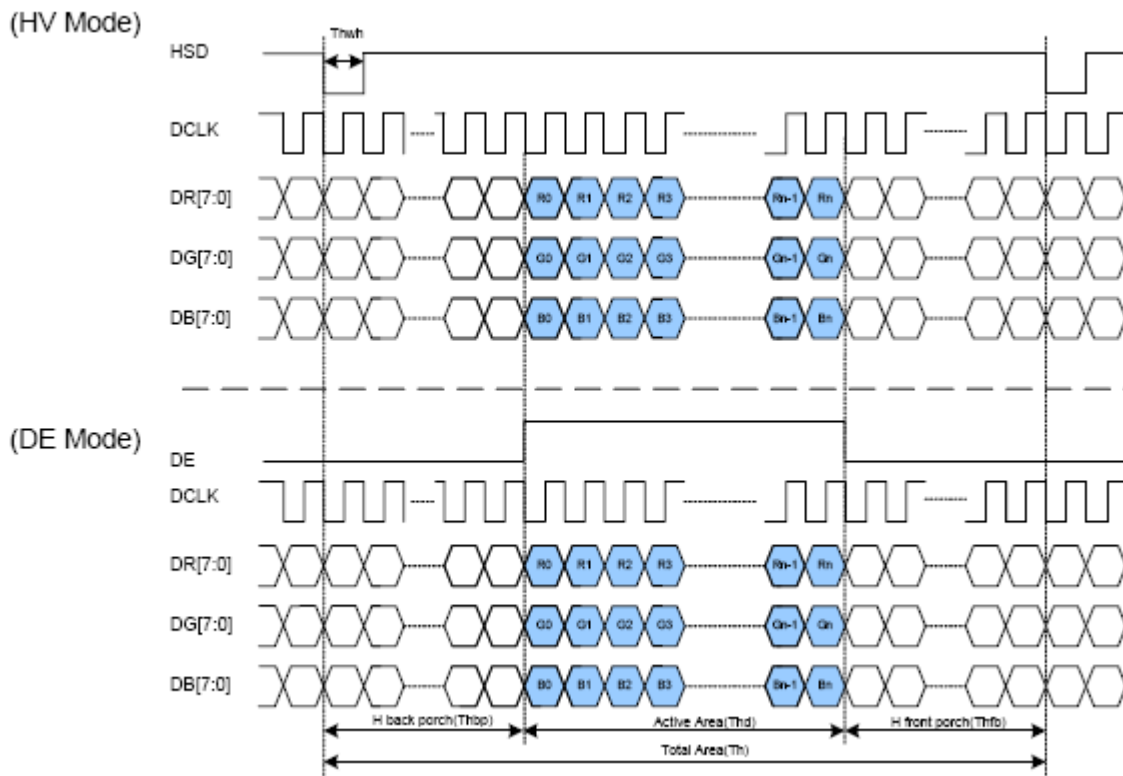 (HV Mode)
Thwh
HSD
DCLK
DR[7:0] R0 R1 R2 R3 Rn-1 Rn
DG[7:0] G0 G1 G2 G3 Gn-1 Gn
DB[7:0] B0 B1 B2 B3 Bn-1 Bn
(DE Mode)
DE
DCLK
DR[7:0] R0 R1 R2 R3 Rn-1 Rn
DG[7:0] G0 G1 G2 G3 Gn-1 Gn
DB[7:0] B0 B1 B2 B3 Bn-1 Bn
H back porch(Thbp) Active Area(Thd) H front porch(Thfb)
Total Area(Th)